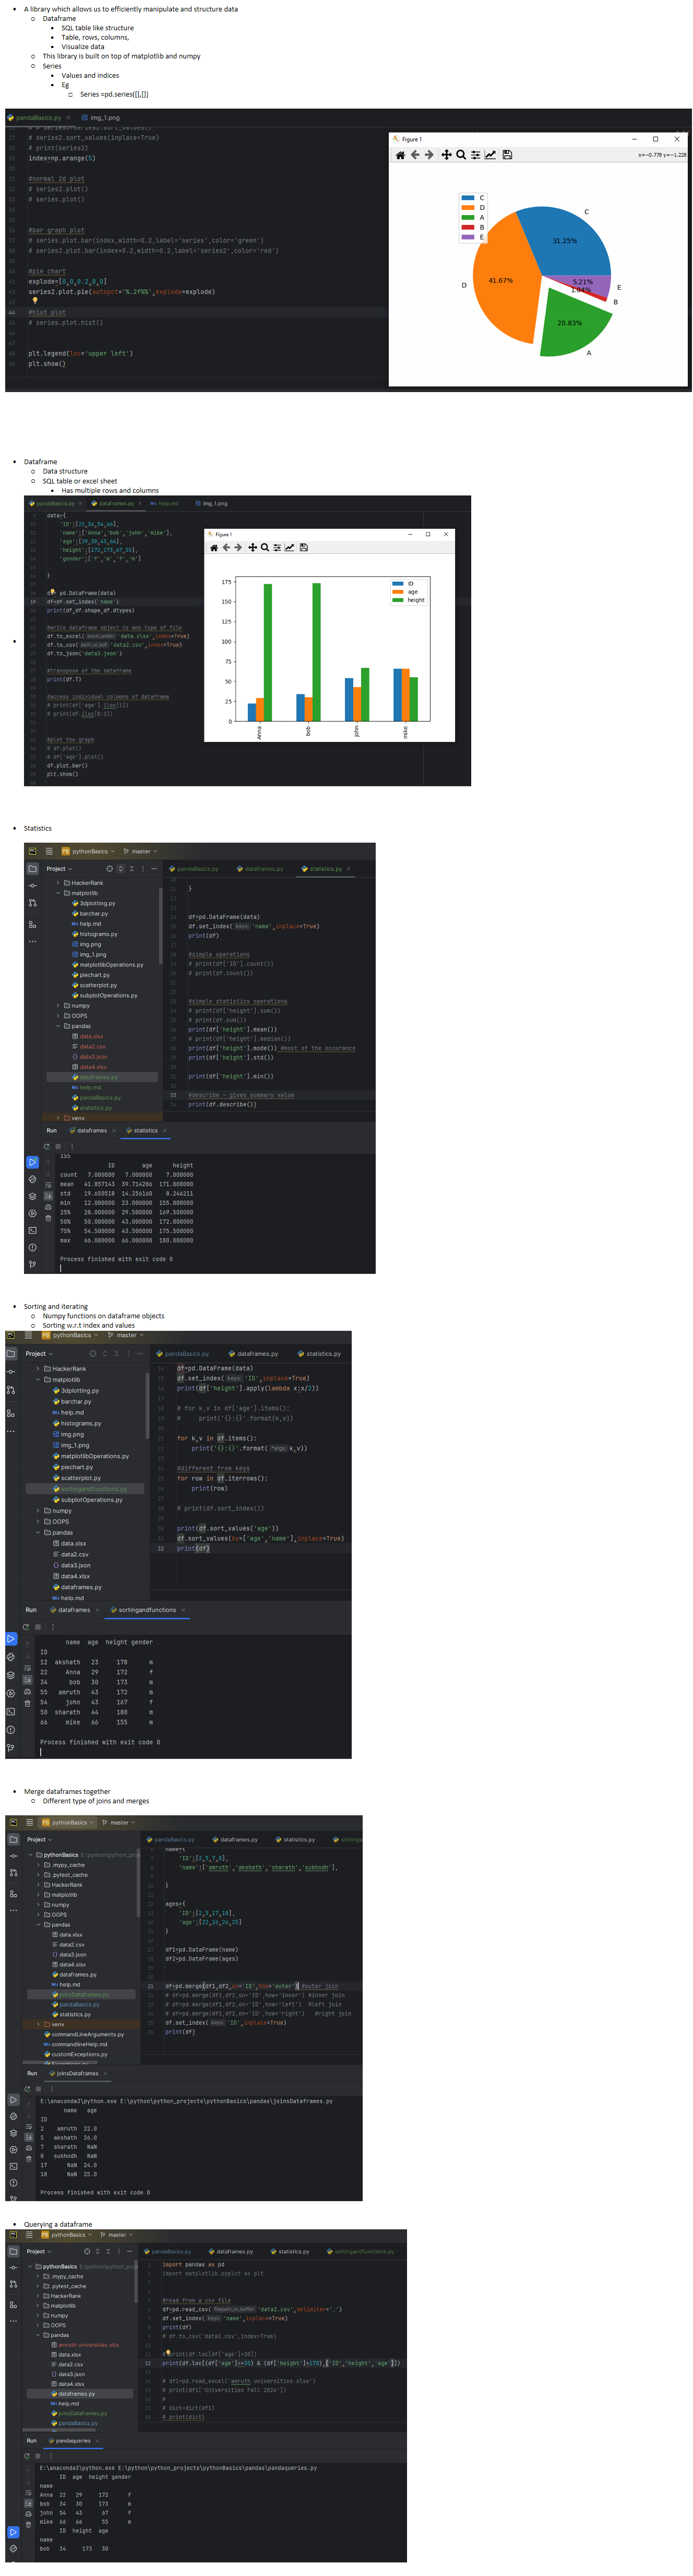 A library which allows us to efficiently manipulate and structure data
Dataframe
SQL table like structure
Table, rows, columns,
Visualize data
This library is built on top of matplotlib and numpy
Series
Values and indices
Eg
Series =pd.series([],[])
pandaBasics.py
img_1.png
# series2.sort_values(inplace=True)
# print(series2)
index=np.arange(5)
#normal 2d plot
# series2.plot()
# series.plot()
#bar graph plot
# series.plot.bar(index,width=0.2,label='series',color='green')
# series2.plot.bar(index+0.2,width=0.2,label='series2',color='red')
#pie chart
explode=[0,0,0.2,0,0]
series2.plot.pie(autopct='%.2f%%',explode=explode)
#hist plot
# series.plot.hist()
plt.legend(loc='upper left')
plt.show()
Figure 1
x=-0.778 y=-1.228
C
D
A
B
E
C
31.25%
D
41.67%
5.21%
E
B
20.83%
A
Dataframe
Data structure
SQL table or excel sheet
Has multiple rows and columns
pandaBasics.py
dataframes.py
help.md
img_1.png
data={
'ID':[22,34,54,66],
'name':['Anna','bob','john','mike'],
'age':[29,30,43,66],
'height':[172,173,67,55],
'gender':['f','m','f','m']
}
df= pd.DataFrame(data)
df=df.set_index('name')
print(df,df.shape,df.dtypes)
#write dataframe object to any type of file
df.to_excel( excel_writer: 'data.xlsx',index=True)
df.to_csv( path_or_buf: 'data2.csv',index=True)
df.to_json('data3.json')
#transpose of the dataframe
print(df.T)
#access individual columns of dataframe
# print(df['age'].iloc[1])
# print(df.iloc[0:2])
#plot the graph
# df.plot()
# df['age'].plot()
df.plot.bar()
plt.show()
Figure 1
175
150
125
100
75
50
25
0
ID
age
height
Anna
bob
john
mike
Statistics
pythonBasics
master
Project
HackerRank
matplotlib
3dplotting.py
barchar.py
help.md
histograms.py
img.png
img_1.png
matplotlibOperations.py
piechart.py
scatterplot.py
subplotOperations.py
numpy
OOPS
pandas
data.xlsx
data2.csv
data3.json
data4.xlsx
dataframes.py
help.md
pandaBasics.py
statistics.py
venv
pandaBasics.py
dataframes.py
statistics.py
}
df=pd.DataFrame(data)
df.set_index( keys: 'name',inplace=True)
print(df)
#simple operations
# print(df['ID'].count())
# print(df.count())
#simple statistics operations
# print(df['height'].sum())
# print(df.sum())
print(df['height'].mean())
# print(df['height'].median())
print(df['height'].mode()) #most of the occurance
print(df['height'].std())
print(df['height'].min())
#describe - gives summary value
print(df.describe())
Run
dataframes
statistics
155
ID age height
count 7.000000 7.000000 7.000000
mean 41.857143 39.714286 171.000000
std 19.650518 14.256160 8.246211
min 12.000000 23.000000 155.000000
25% 28.000000 29.500000 169.500000
50% 50.000000 43.000000 172.000000
75% 54.500000 43.500000 175.500000
max 66.000000 66.000000 180.000000
Process finished with exit code 0
Sorting and iterating
Numpy functions on dataframe objects
Sorting w.r.t index and values
pythonBasics
master
Project
HackerRank
matplotlib
3dplotting.py
barchar.py
help.md
histograms.py
img.png
img_1.png
matplotlibOperations.py
piechart.py
scatterplot.py
sortingandfunctions.py
subplotOperations.py
numpy
OOPS
pandas
data.xlsx
data2.csv
data3.json
data4.xlsx
dataframes.py
help.md
pandaBasics.py
dataframes.py
statistics.py
df=pd.DataFrame(data)
df.set_index( keys: 'ID',inplace=True)
print(df['height'].apply(lambda x:x/2))
# for k,v in df['age'].items():
# print('{}:{}'.format(k,v))
for k,v in df.items():
print('{}:{}'.format( *args: k,v))
#different from keys
for row in df.iterrows():
print(row)
# print(df.sort_index())
print(df.sort_values('age'))
df.sort_values(by=['age','name'],inplace=True)
print(df)
Run
dataframes
sortingandfunctions
name age height gender
ID
12 akshath 23 178 m
22 Anna 29 172 f
34 bob 30 173 m
55 amruth 43 172 m
54 john 43 167 f
50 sharath 44 180 m
66 mike 66 155 m
Process finished with exit code 0
Merge dataframes together
Different type of joins and merges
pythonBasics
master
Project
pythonBasics
.mypy_cache
.pytest_cache
HackerRank
matplotlib
numpy
OOPS
pandas
data.xlsx
data2.csv
data3.json
data4.xlsx
dataframes.py
help.md
joinsDataframes.py
pandaBasics.py
statistics.py
venv
commandLineArguments.py
commandlineHelp.md
customExceptions.py
pandaBasics.py
dataframes.py
statistics.py
name={
'ID':[2,5,7,8],
'name':['amruth','akshath','sharath','subhodh'],
}
ages={
'ID':[2,5,17,18],
'age':[22,26,24,25]
}
df1=pd.DataFrame(name)
df2=pd.DataFrame(ages)
df=pd.merge(df1,df2,on='ID',how='outer') #outer join
# df=pd.merge(df1,df2,on='ID',how='inner') #inner join
# df=pd.merge(df1,df2,on='ID',how='left') #left join
# df=pd.merge(df1,df2,on='ID',how='right') #right join
df.set_index( keys: 'ID',inplace=True)
print(df)
Run
joinsDataframes
E:\anaconda3\python.exe E:\python\python_projects\pythonBasics\pandas\joinsDataframes.py
name age
ID
2 amruth 22.0
5 akshath 26.0
7 sharath NaN
8 subhodh NaN
17 NaN 24.0
18 NaN 25.0
Process finished with exit code 0
Querying a dataframe
pythonBasics
master
Project
pythonBasics
.mypy_cache
.pytest_cache
HackerRank
matplotlib
numpy
OOPS
pandas
amruth universities.xlsx
data.xlsx
data2.csv
data3.json
data4.xlsx
dataframes.py
help.md
joinsDataframes.py
pandaBasics.py
pandaBasics.py
dataframes.py
statistics.py
sortingandfunctions.py
import pandas as pd
import matplotlib.pyplot as plt
#read from a csv file
df=pd.read_csv( filepath_or_buffer: 'data2.csv',delimiter=',')
df.set_index( keys: 'name',inplace=True)
print(df)
# df.to_csv('data2.csv',index=True)
# print(df.loc[df['age']>30])
print(df.loc[(df['age']==30) & (df['height']>170),['ID','height','age']])
# df1=pd.read_excel('amruth universities.xlsx')
# print(df1['Universities Fall 2024'])
#
# dict=dict(df1)
# print(dict)
Run
pandaqueries
E:\anaconda3\python.exe E:\python\python_projects\pythonBasics\pandas\pandaqueries.py
ID age height gender
name
Anna 22 29 172 f
bob 34 30 173 m
john 54 43 67 f
mike 66 66 55 m
ID height age
name
bob 34 173 30